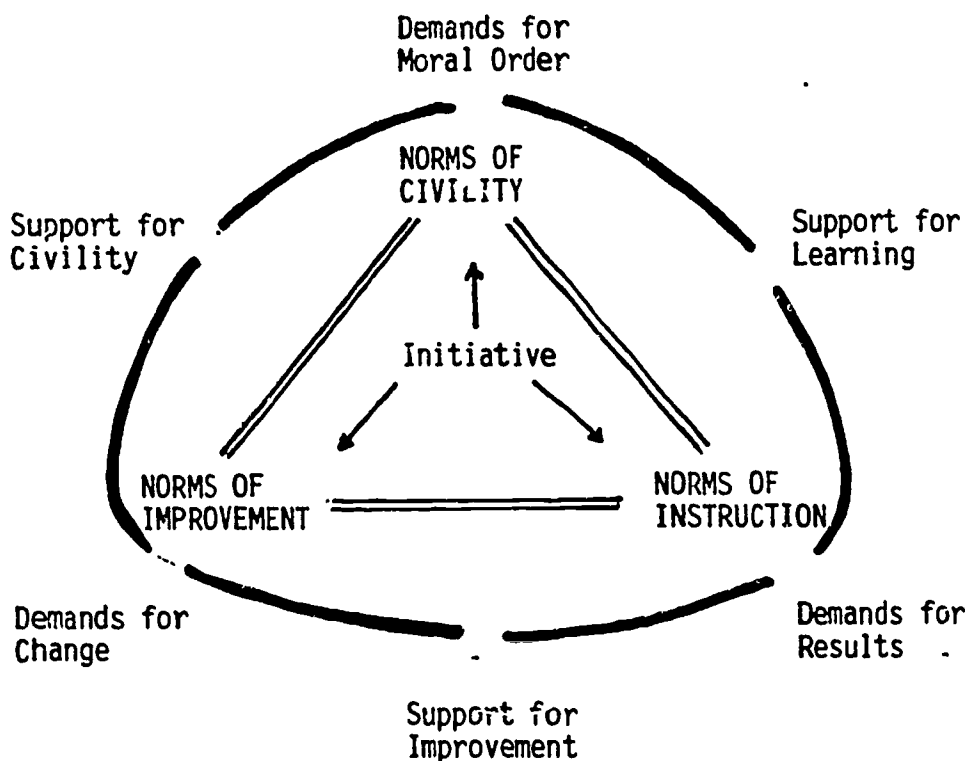 Demands for
Moral Order
NORMS OF
CIVILITY
Support for
Civility
Support for
Learning
Initiative
NORMS OF
IMPROVEMENT
NORMS OF
INSTRUCTION
Demands for
Change
Demands for
Results
Support for
Improvement